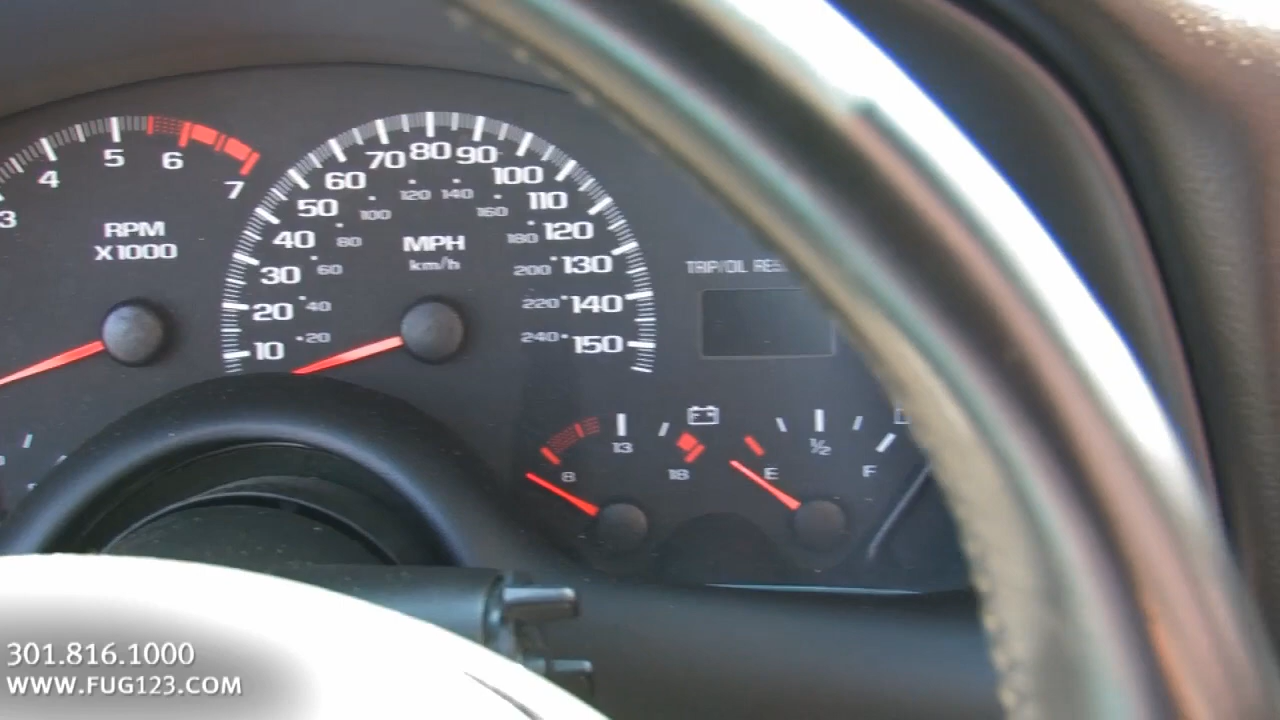 3 4 5 6 7
RPM
X1000
10 20 30 40 50 60 70 80 90 100 110 120 130 140 150
20 40 60 80 100 120 140 160 180 200 220 240
MPH
km/h
TRIP/OIL
8 13 18
E ½ F
301.816.1000
WWW.FUG123.COM